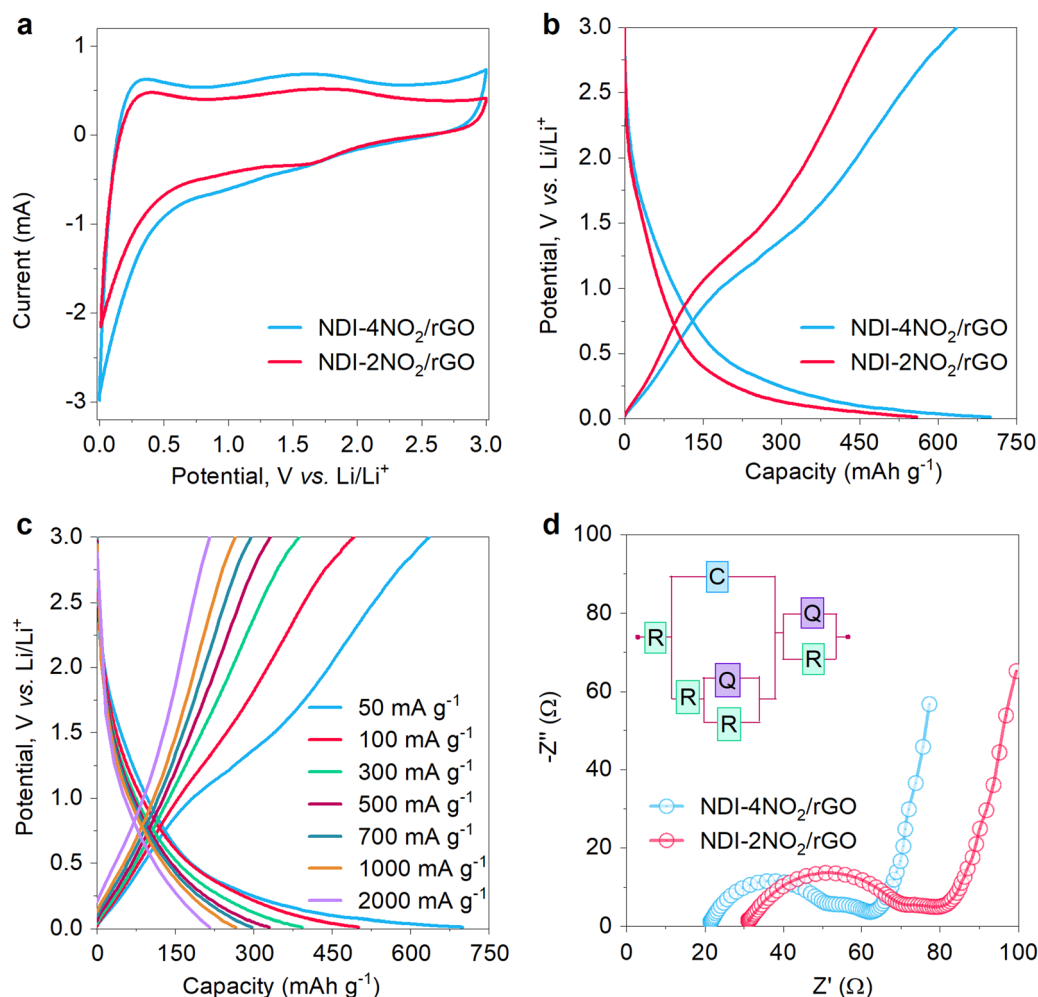 a
1
0
-1
-2
-3
Current (mA)
NDI-4NO₂/rGO
NDI-2NO₂/rGO
0.0 0.5 1.0 1.5 2.0 2.5 3.0
Potential, V vs. Li/Li⁺
b
3.0
2.5
2.0
1.5
1.0
0.5
0.0
Potential, V vs. Li/Li⁺
NDI-4NO₂/rGO
NDI-2NO₂/rGO
0 150 300 450 600 750
Capacity (mAh g⁻¹)
c
3.0
2.5
2.0
1.5
1.0
0.5
0.0
Potential, V vs. Li/Li⁺
50 mA g⁻¹
100 mA g⁻¹
300 mA g⁻¹
500 mA g⁻¹
700 mA g⁻¹
1000 mA g⁻¹
2000 mA g⁻¹
0 150 300 450 600 750
Capacity (mAh g⁻¹)
d
100
80
60
40
20
0
-Z'' (Ω)
C
Q
R
R
Q
R
R
NDI-4NO₂/rGO
NDI-2NO₂/rGO
0 20 40 60 80 100
Z' (Ω)